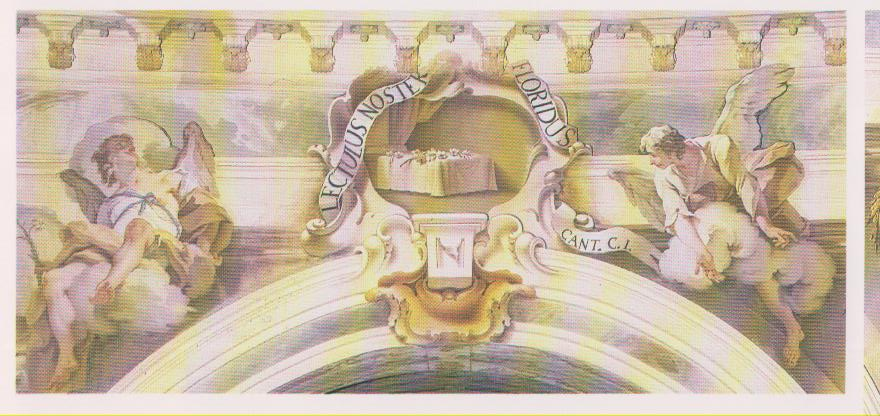 LECTULUS NOSTER
FLORIDUS
CANT. C. I.